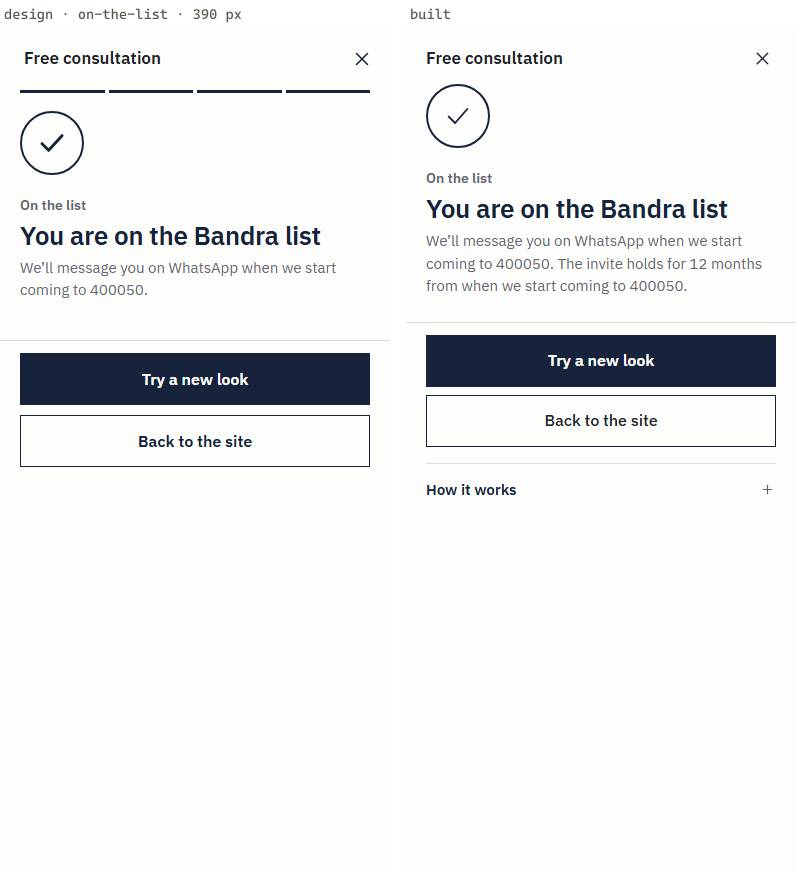 design · on-the-list · 390 px
Free consultation
On the list
You are on the Bandra list
We’ll message you on WhatsApp when we start
coming to 400050.
Try a new look
Back to the site
built
Free consultation
On the list
You are on the Bandra list
We’ll message you on WhatsApp when we start
coming to 400050. The invite holds for 12 months
from when we start coming to 400050.
Try a new look
Back to the site
How it works +